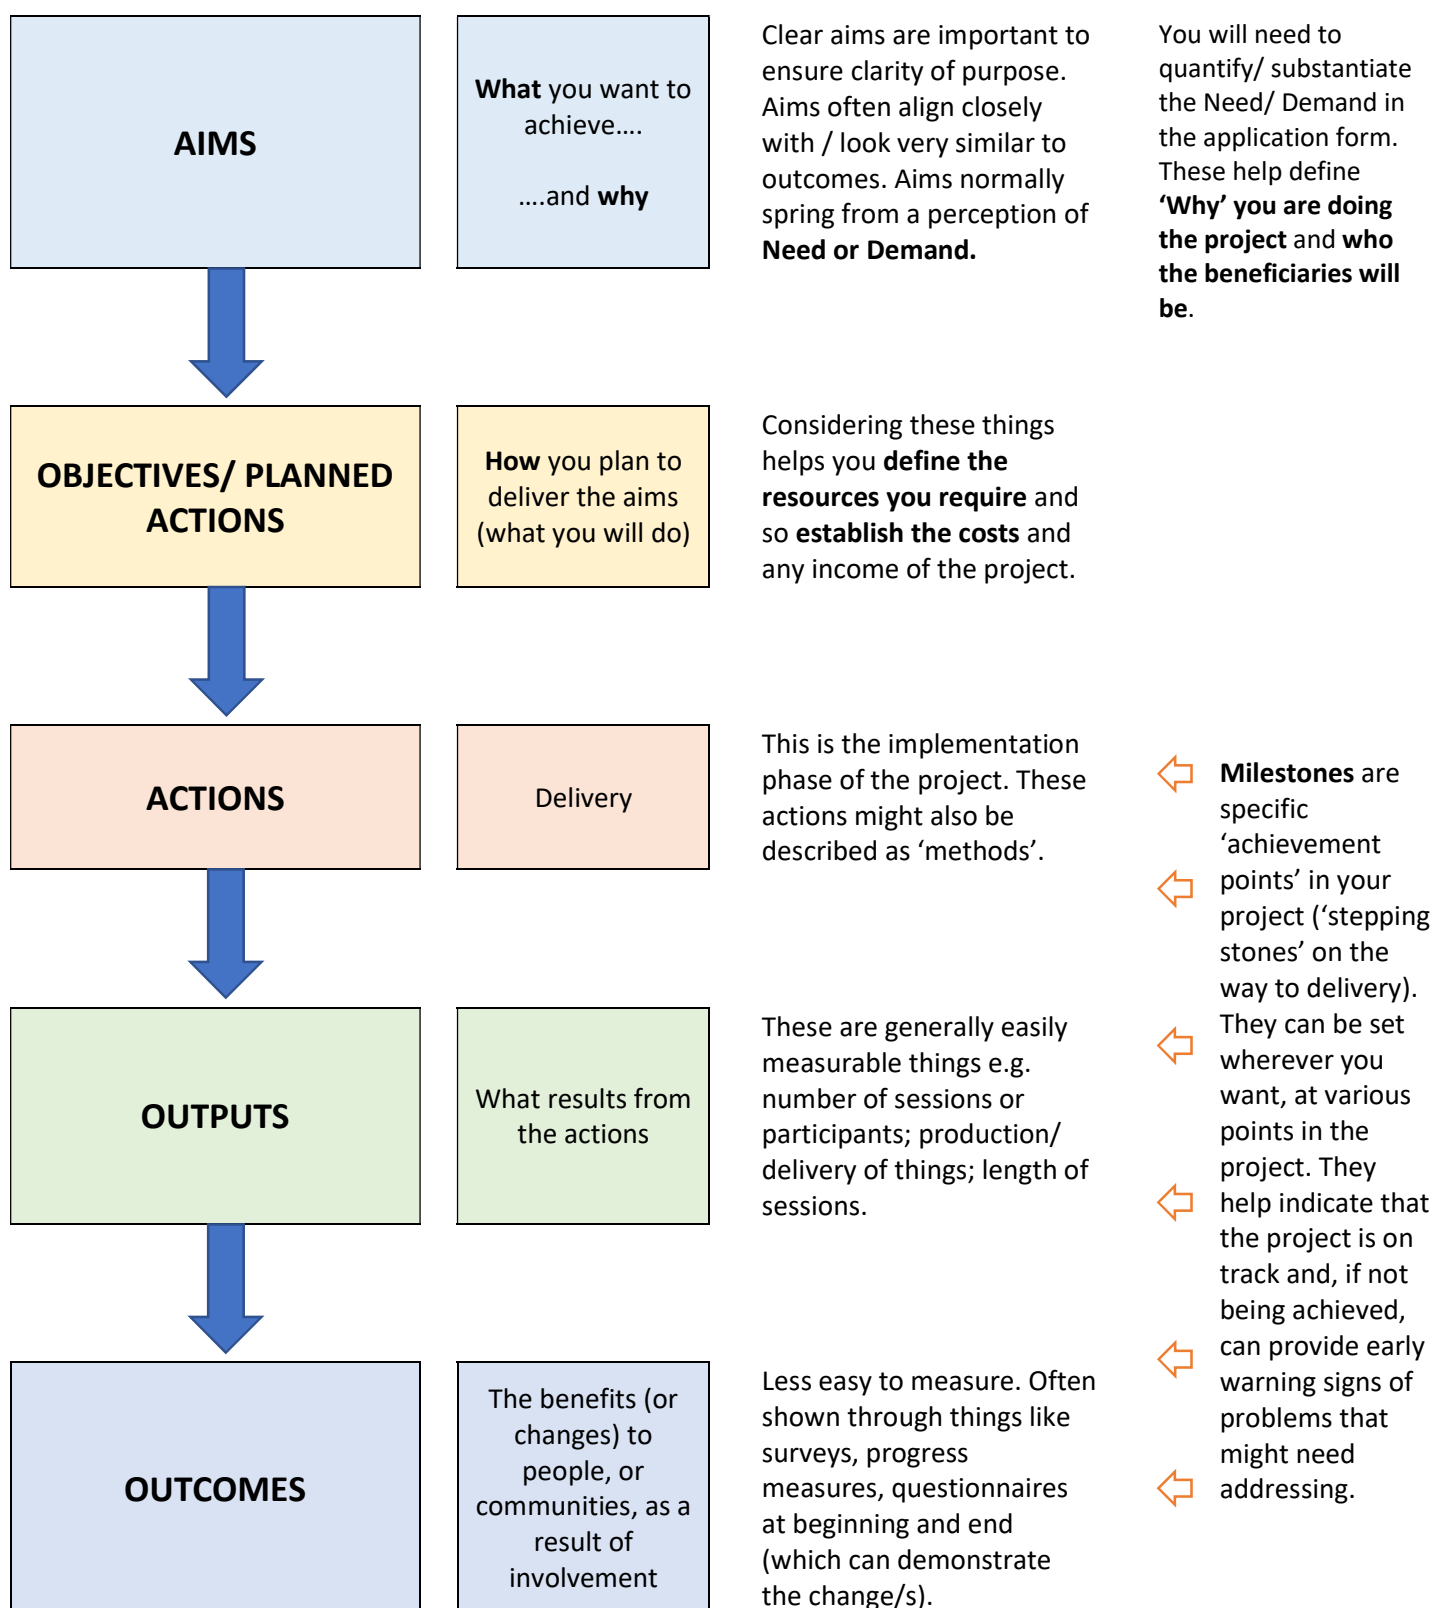 AIMS
What you want to
achieve....
....and why
Clear aims are important to
ensure clarity of purpose.
Aims often align closely
with / look very similar to
outcomes. Aims normally
spring from a perception of
Need or Demand.
You will need to
quantify/ substantiate
the Need/ Demand in
the application form.
These help define
‘Why’ you are doing
the project and who
the beneficiaries will
be.
OBJECTIVES/ PLANNED
ACTIONS
How you plan to
deliver the aims
(what you will do)
Considering these things
helps you define the
resources you require and
so establish the costs and
any income of the project.
ACTIONS
Delivery
This is the implementation
phase of the project. These
actions might also be
described as ‘methods’.
Milestones are
specific
‘achievement
points’ in your
project (‘stepping
stones’ on the
way to delivery).
They can be set
wherever you
want, at various
points in the
project. They
help indicate that
the project is on
track and, if not
being achieved,
can provide early
warning signs of
problems that
might need
addressing.
OUTPUTS
What results from
the actions
These are generally easily
measurable things e.g.
number of sessions or
participants; production/
delivery of things; length of
sessions.
OUTCOMES
The benefits (or
changes) to
people, or
communities, as a
result of
involvement
Less easy to measure. Often
shown through things like
surveys, progress
measures, questionnaires
at beginning and end
(which can demonstrate
the change/s).